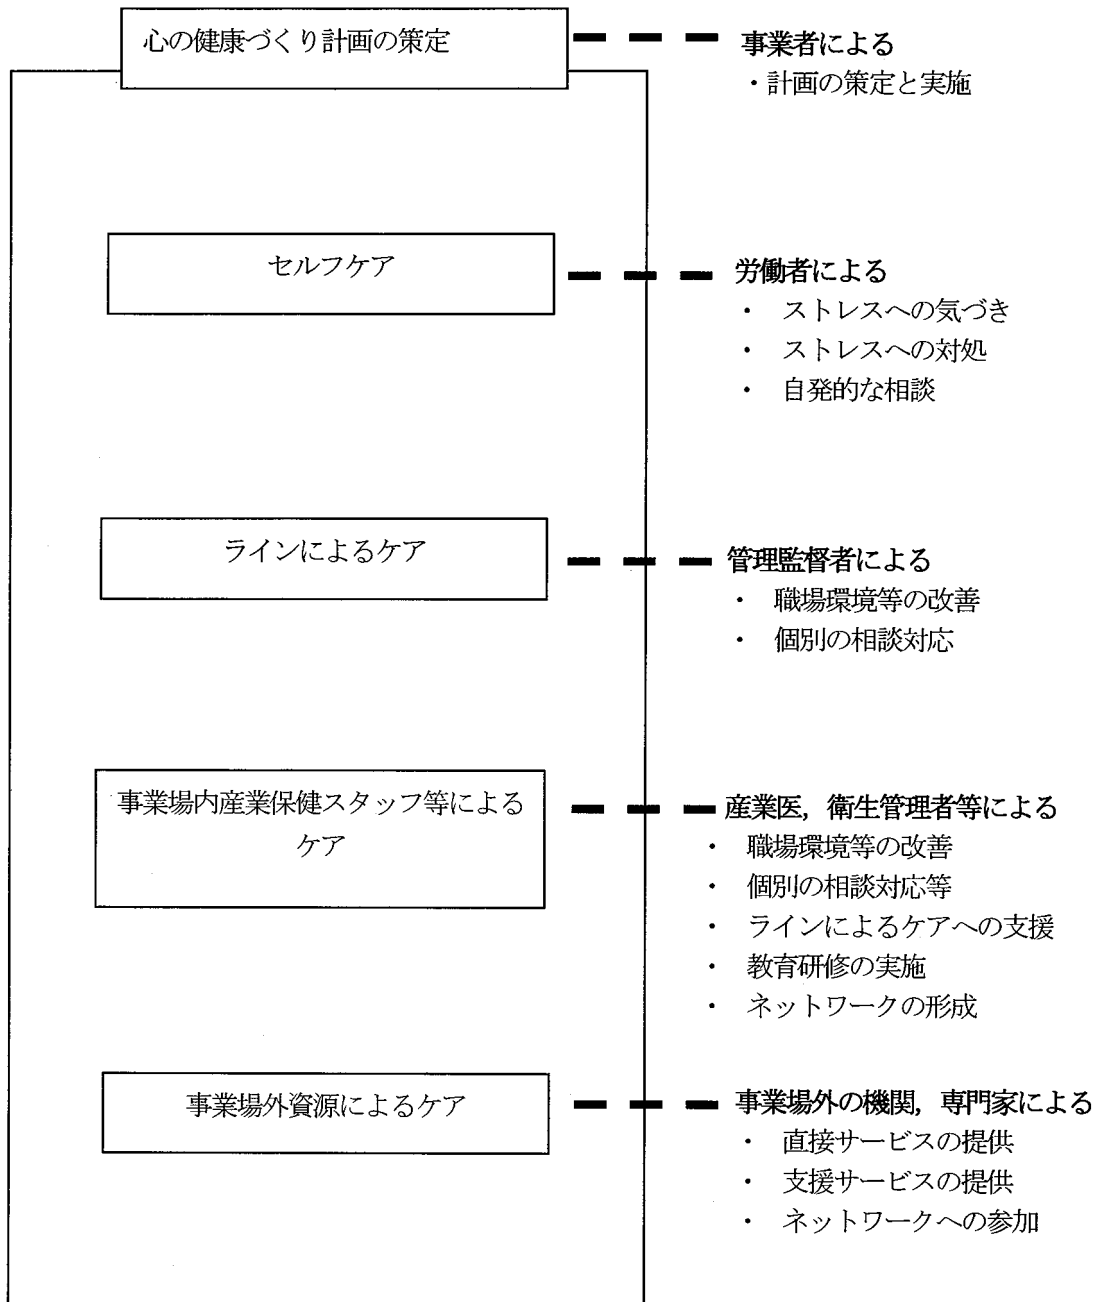 心の健康づくり計画の策定
事業者による
・計画の策定と実施
セルフケア
労働者による
・ ストレスへの気づき
・ ストレスへの対処
・ 自発的な相談
ラインによるケア
管理監督者による
・ 職場環境等の改善
・ 個別の相談対応
事業場内産業保健スタッフ等による
ケア
産業医，衛生管理者等による
・ 職場環境等の改善
・ 個別の相談対応等
・ ラインによるケアへの支援
・ 教育研修の実施
・ ネットワークの形成
事業場外資源によるケア
事業場外の機関，専門家による
・ 直接サービスの提供
・ 支援サービスの提供
・ ネットワークへの参加